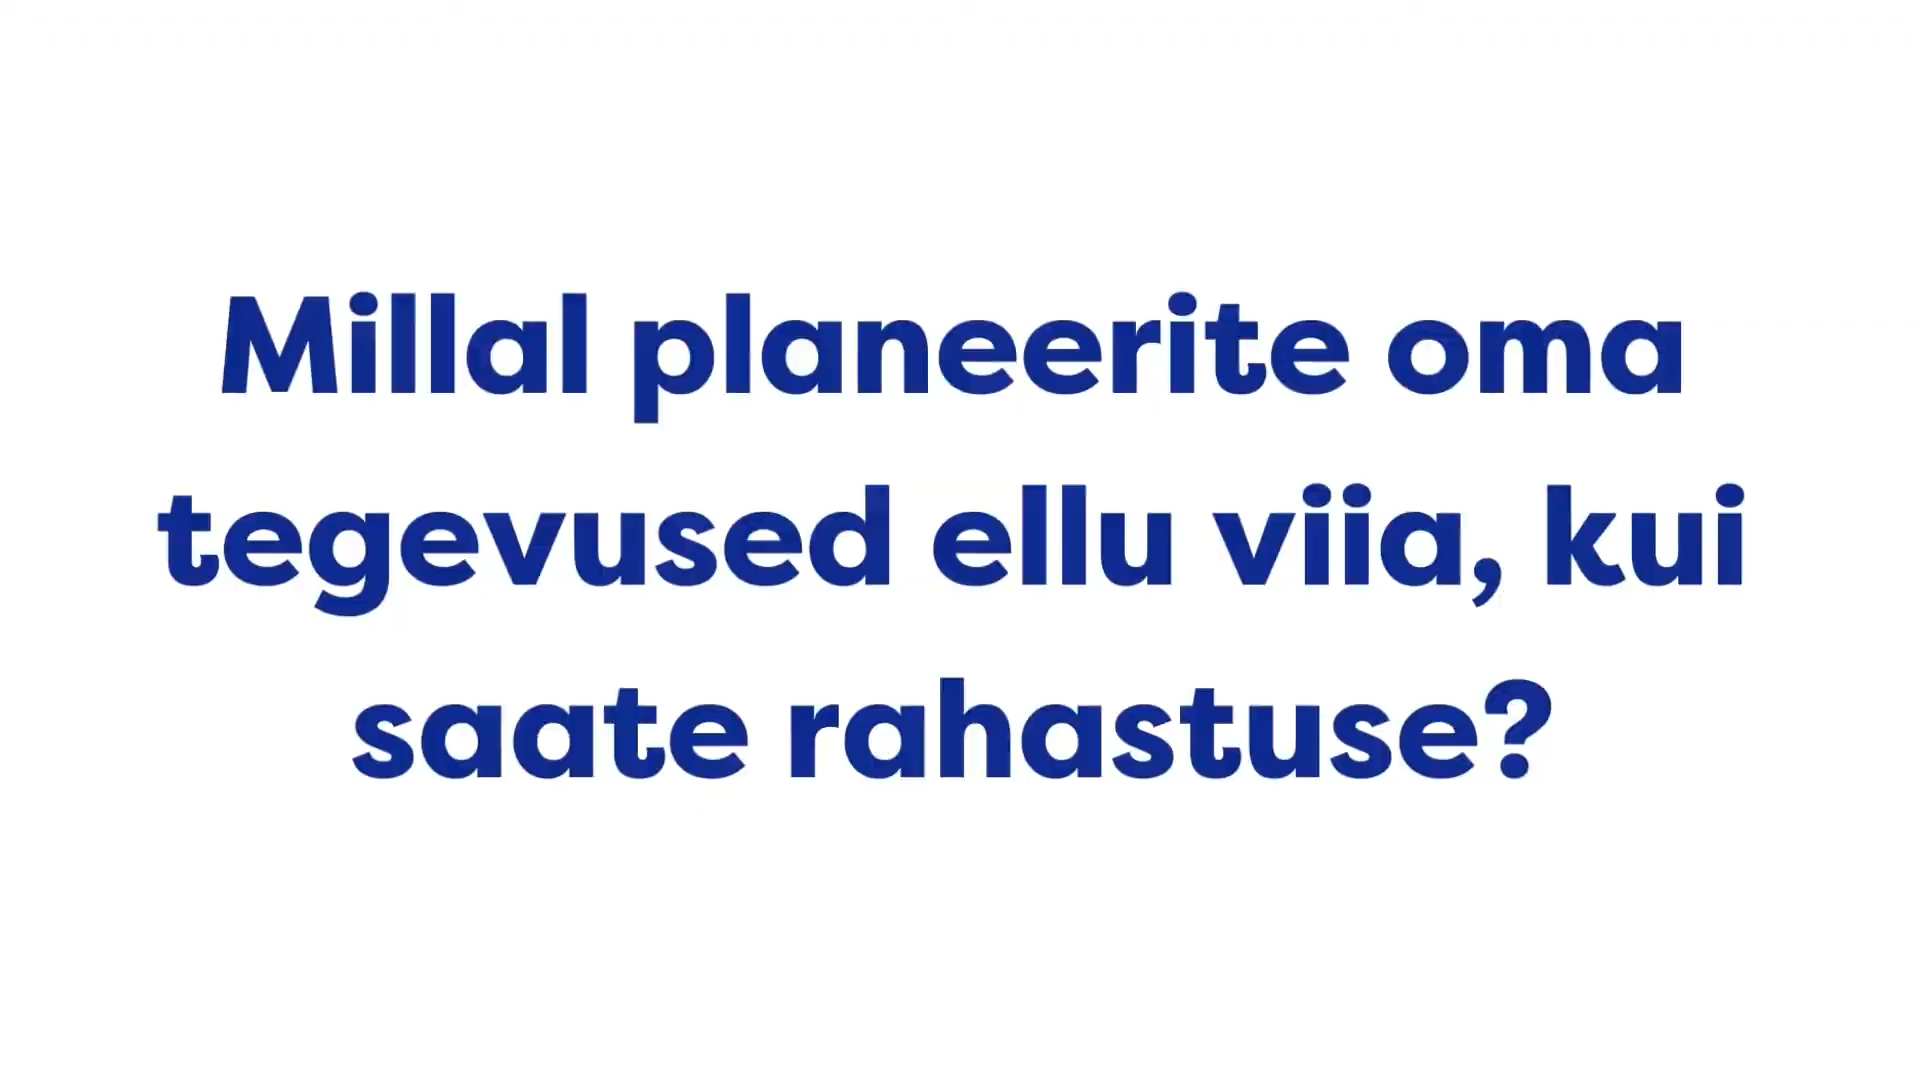 Millal planeerite oma
tegevused ellu viia, kui
saate rahastuse?